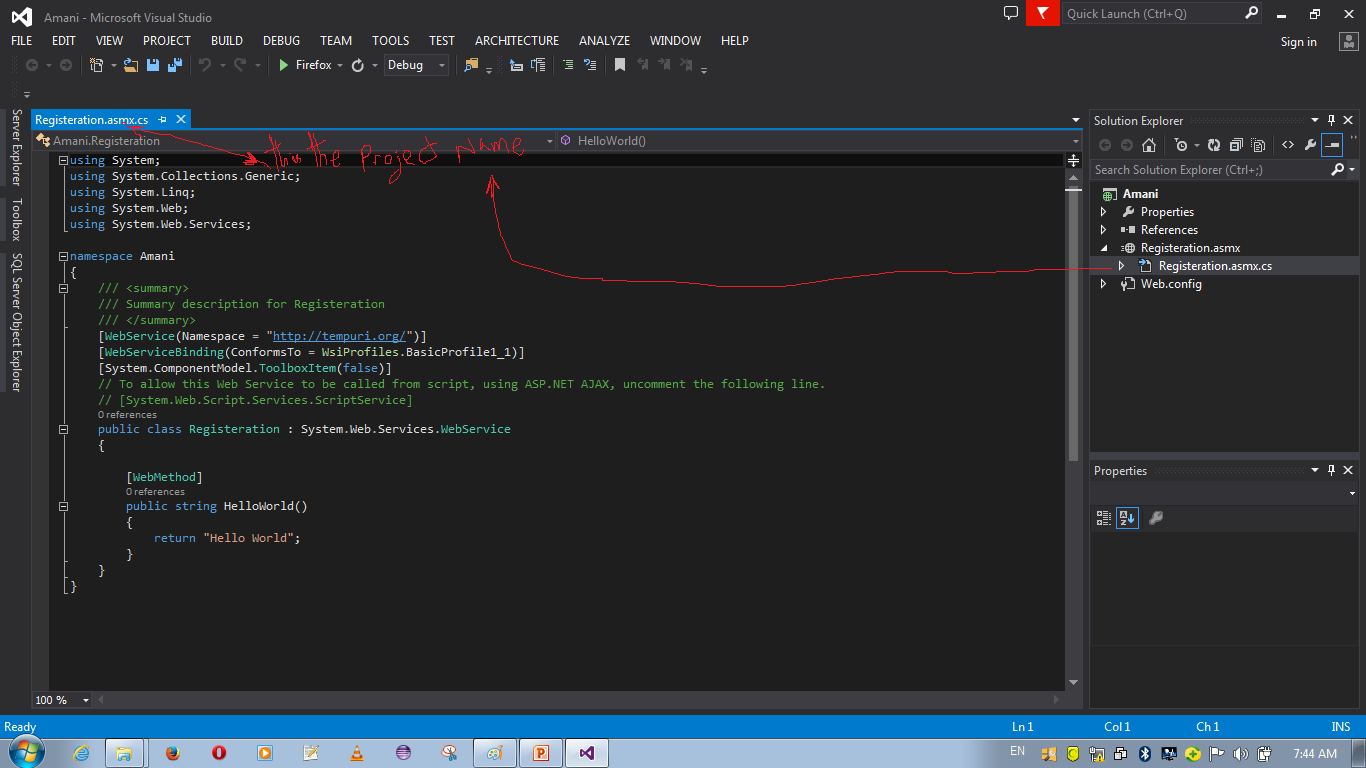 Amani - Microsoft Visual Studio
Quick Launch (Ctrl+Q)
FILE EDIT VIEW PROJECT BUILD DEBUG TEAM TOOLS TEST ARCHITECTURE ANALYZE WINDOW HELP
Sign in
Firefox Debug
Registeration.asmx.cs
Amani.Registeration HelloWorld()
the Project Name
using System;
using System.Collections.Generic;
using System.Linq;
using System.Web;
using System.Web.Services;
namespace Amani
{
/// <summary>
/// Summary description for Registeration
/// </summary>
[WebService(Namespace = "http://tempuri.org/")]
[WebServiceBinding(ConformsTo = WsiProfiles.BasicProfile1_1)]
[System.ComponentModel.ToolboxItem(false)]
// To allow this Web Service to be called from script, using ASP.NET AJAX, uncomment the following line.
// [System.Web.Script.Services.ScriptService]
0 references
public class Registeration : System.Web.Services.WebService
{
[WebMethod]
0 references
public string HelloWorld()
{
return "Hello World";
}
}
}
100 %
Server Explorer
Toolbox
SQL Server Object Explorer
Solution Explorer
Search Solution Explorer (Ctrl+;)
Amani
Properties
References
Registeration.asmx
Registeration.asmx.cs
Web.config
Properties
Ready Ln 1 Col 1 Ch 1 INS
EN 7:44 AM